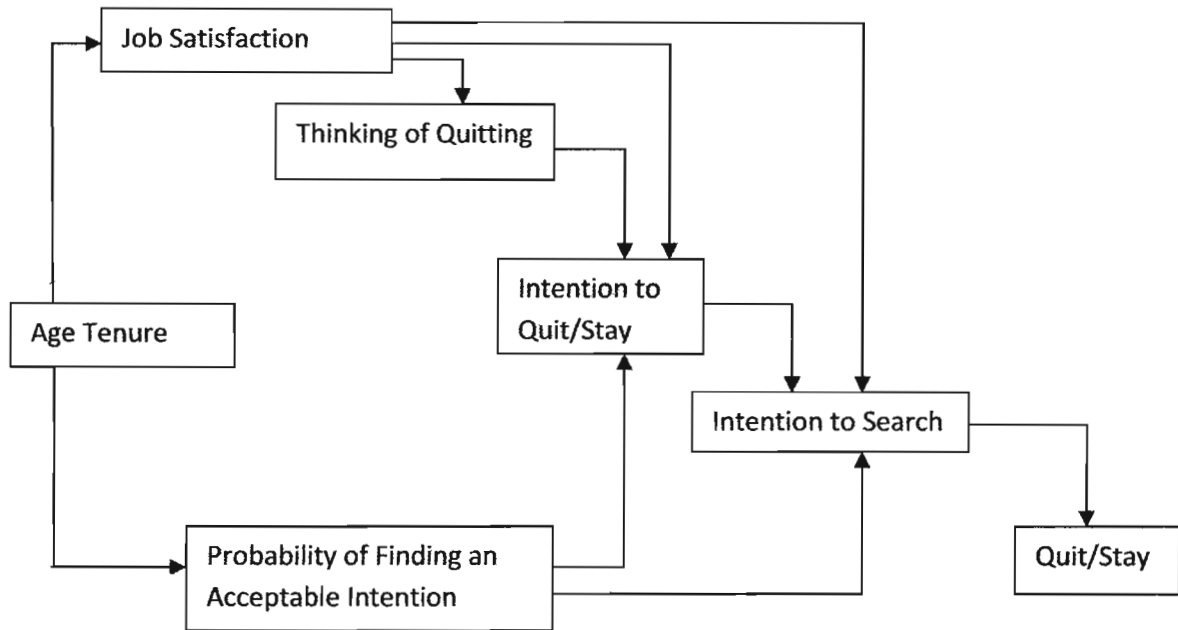 Job Satisfaction
Thinking of Quitting
Intention to
Quit/Stay
Age Tenure
Intention to Search
Probability of Finding an
Acceptable Intention
Quit/Stay